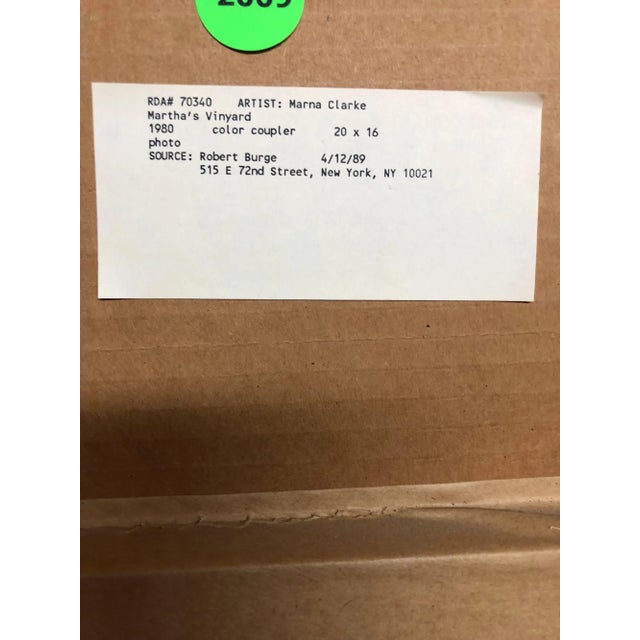 2009
RDA# 70340 ARTIST: Marna Clarke
Martha's Vinyard
1980 color coupler 20 x 16
photo
SOURCE: Robert Burge 4/12/89
515 E 72nd Street, New York, NY 10021